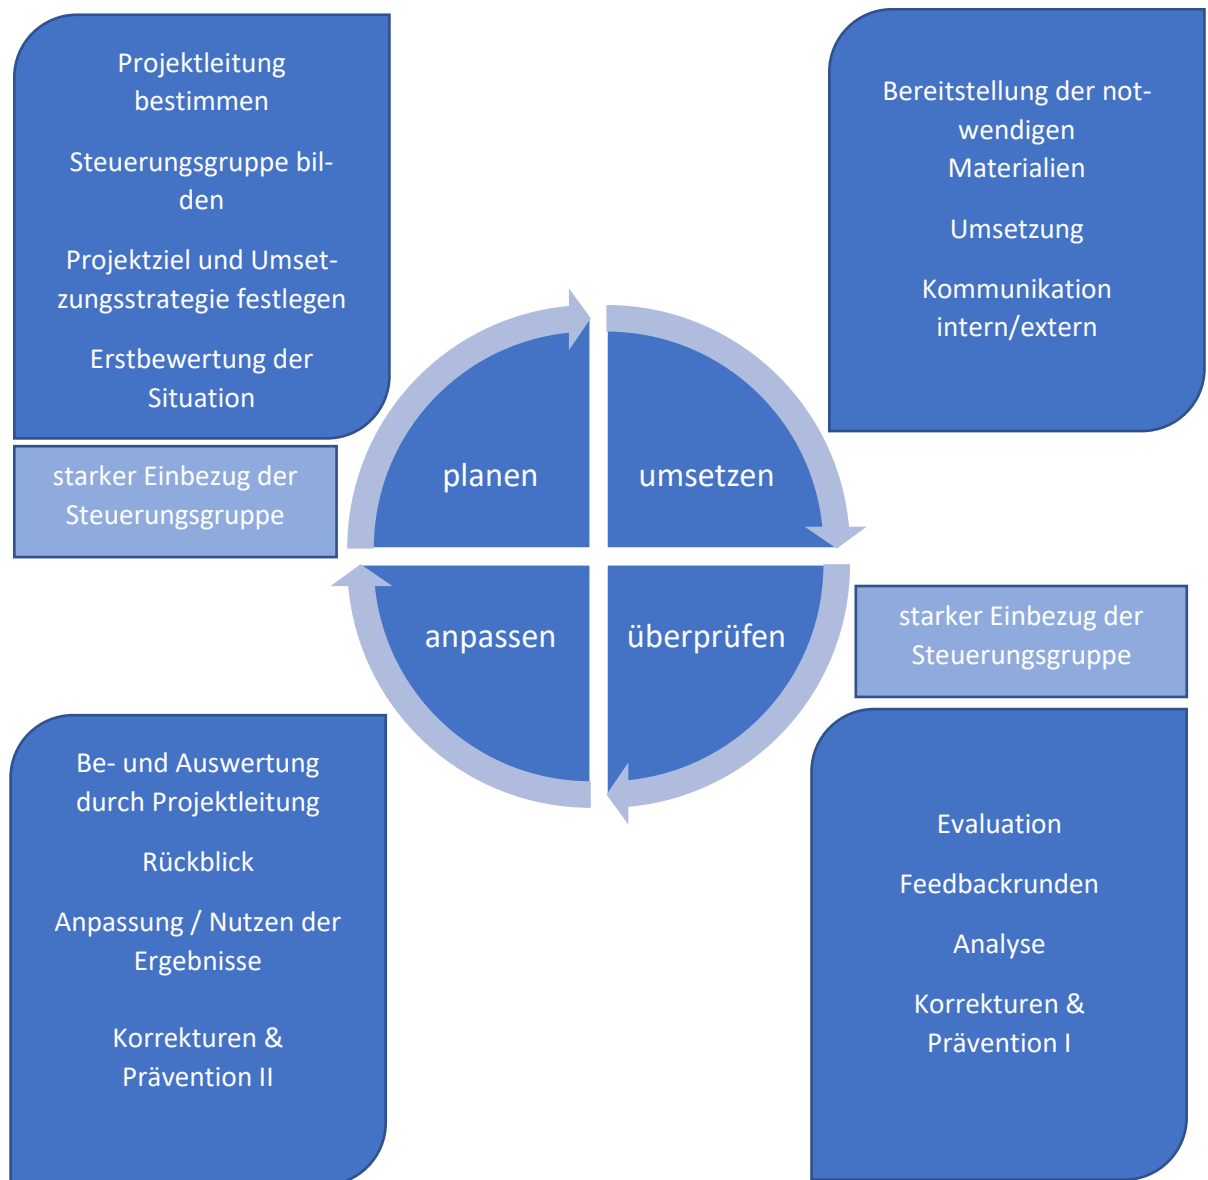 Projektleitung
bestimmen
Steuerungsgruppe bil-
den
Projektziel und Umset-
zungsstrategie festlegen
Erstbewertung der
Situation
starker Einbezug der
Steuerungsgruppe
Bereitstellung der not-
wendigen
Materialien
Umsetzung
Kommunikation
intern/extern
planen
umsetzen
anpassen
überprüfen
starker Einbezug der
Steuerungsgruppe
Be- und Auswertung
durch Projektleitung
Rückblick
Anpassung / Nutzen der
Ergebnisse
Korrekturen &
Prävention II
Evaluation
Feedbackrunden
Analyse
Korrekturen &
Prävention I